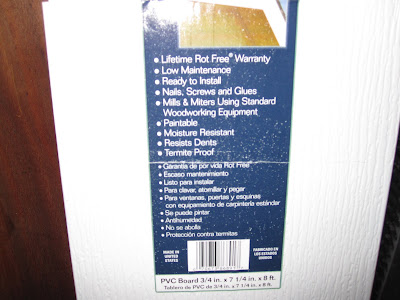 • Lifetime Rot Free® Warranty
• Low Maintenance
• Ready to Install
• Nails, Screws and Glues
• Mills & Miters Using Standard
Woodworking Equipment
• Paintable
• Moisture Resistant
• Resists Dents
• Termite Proof
• Garantía de por vida Rot Free®
• Escaso mantenimiento
• Listo para instalar
• Para clavar, atornillar y pegar
• Para ventanas, puertas y esquinas
con equipamiento de carpintería estándar
• Se puede pintar
• Antihumedad
• No se abolla
• Protección contra termitas
MADE IN
UNITED
STATES
FABRICADO EN
LOS ESTADOS
UNIDOS
PVC Board 3/4 in. x 7 1/4 in. x 8 ft.
Tablero de PVC de 3/4 in. x 7 1/4 in. x 8 ft.